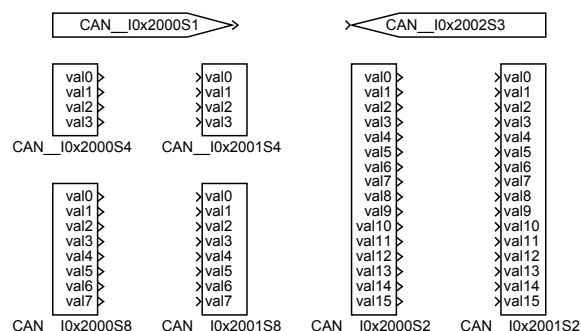 CAN__I0x2000S1
CAN__I0x2002S3
val0
val1
val2
val3
CAN__I0x2000S4
val0
val1
val2
val3
CAN__I0x2001S4
val0
val1
val2
val3
val4
val5
val6
val7
CAN__I0x2000S8
val0
val1
val2
val3
val4
val5
val6
val7
CAN__I0x2001S8
val0
val1
val2
val3
val4
val5
val6
val7
val8
val9
val10
val11
val12
val13
val14
val15
CAN__I0x2000S2
val0
val1
val2
val3
val4
val5
val6
val7
val8
val9
val10
val11
val12
val13
val14
val15
CAN__I0x2001S2